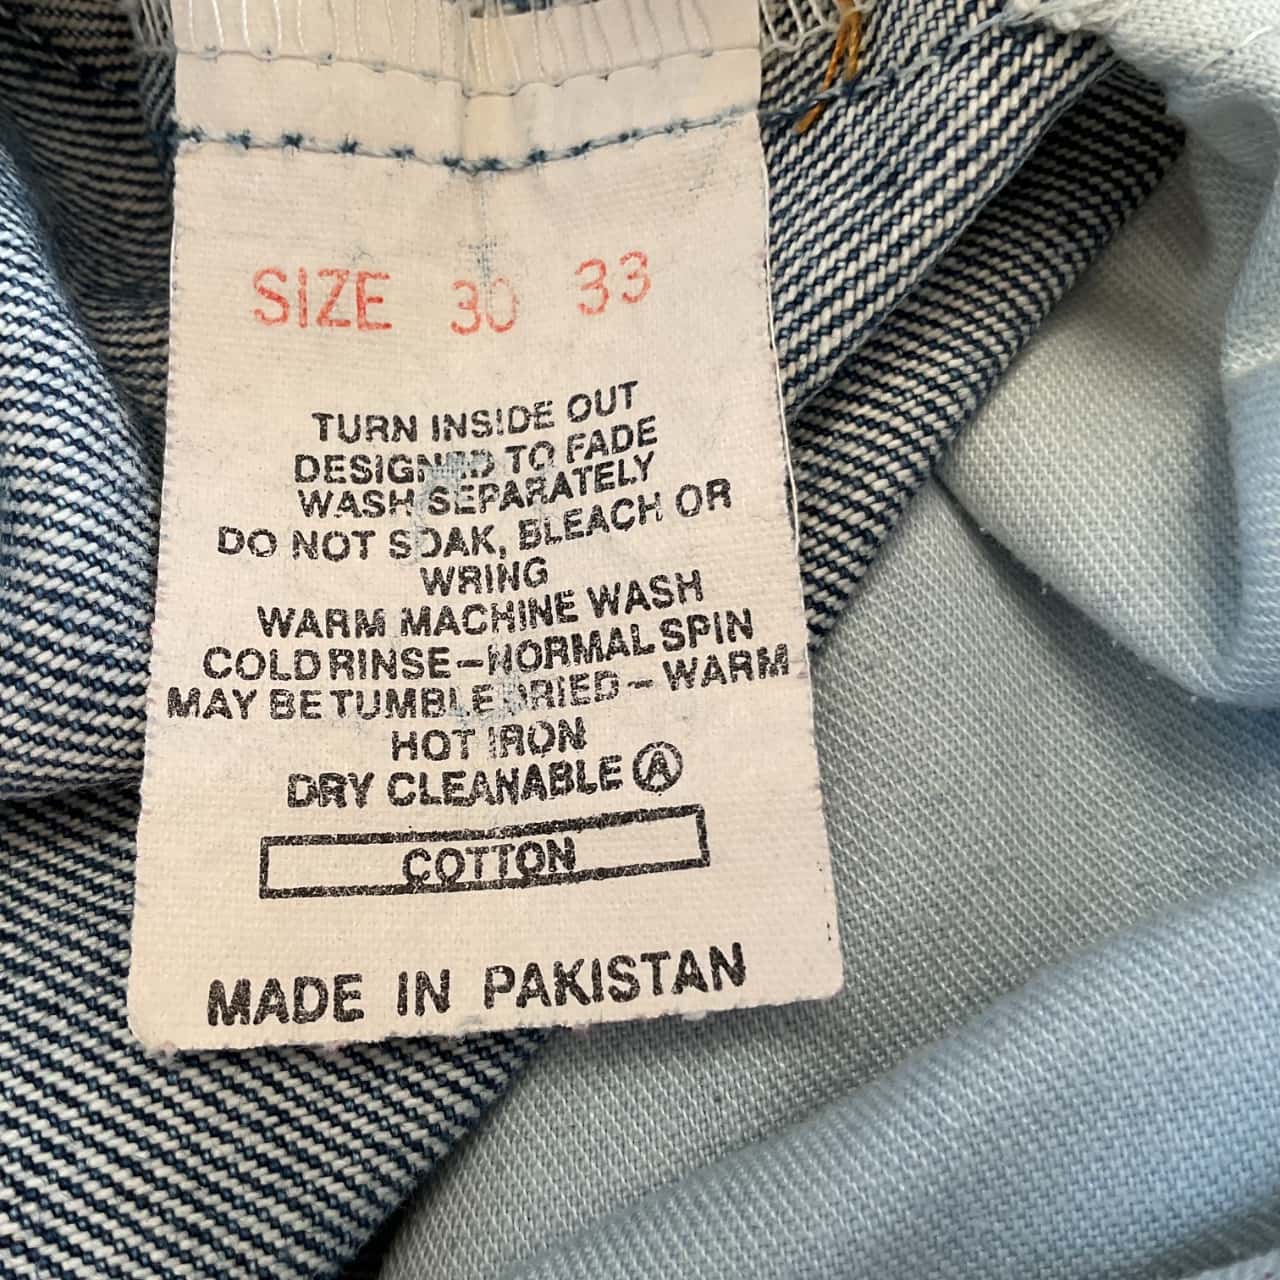 SIZE 30 33
TURN INSIDE OUT
DESIGNED TO FADE
WASH SEPARATELY
DO NOT SOAK, BLEACH OR
WRING
WARM MACHINE WASH
COLD RINSE-NORMAL SPIN
MAY BE TUMBLE DRIED - WARM
HOT IRON
DRY CLEANABLE Ⓐ
COTTON
MADE IN PAKISTAN